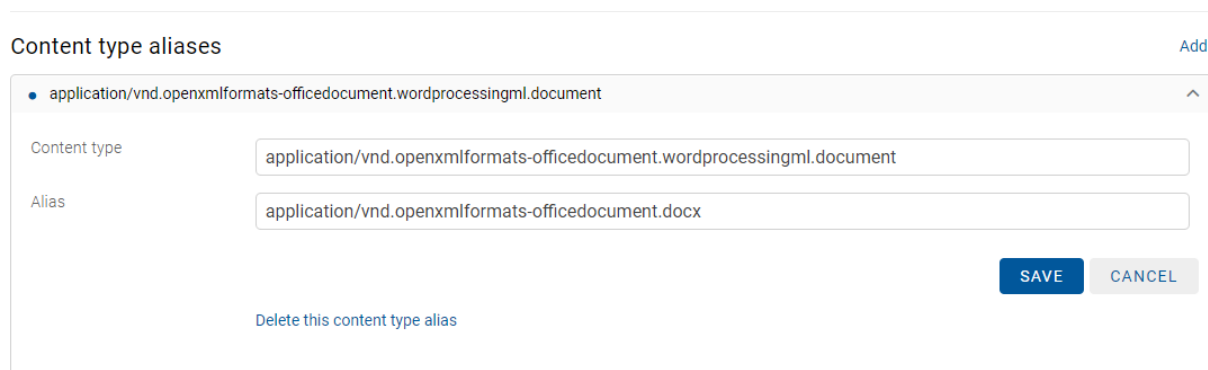 Content type aliases
Add
application/vnd.openxmlformats-officedocument.wordprocessingml.document
Content type
application/vnd.openxmlformats-officedocument.wordprocessingml.document
Alias
application/vnd.openxmlformats-officedocument.docx
SAVE CANCEL
Delete this content type alias